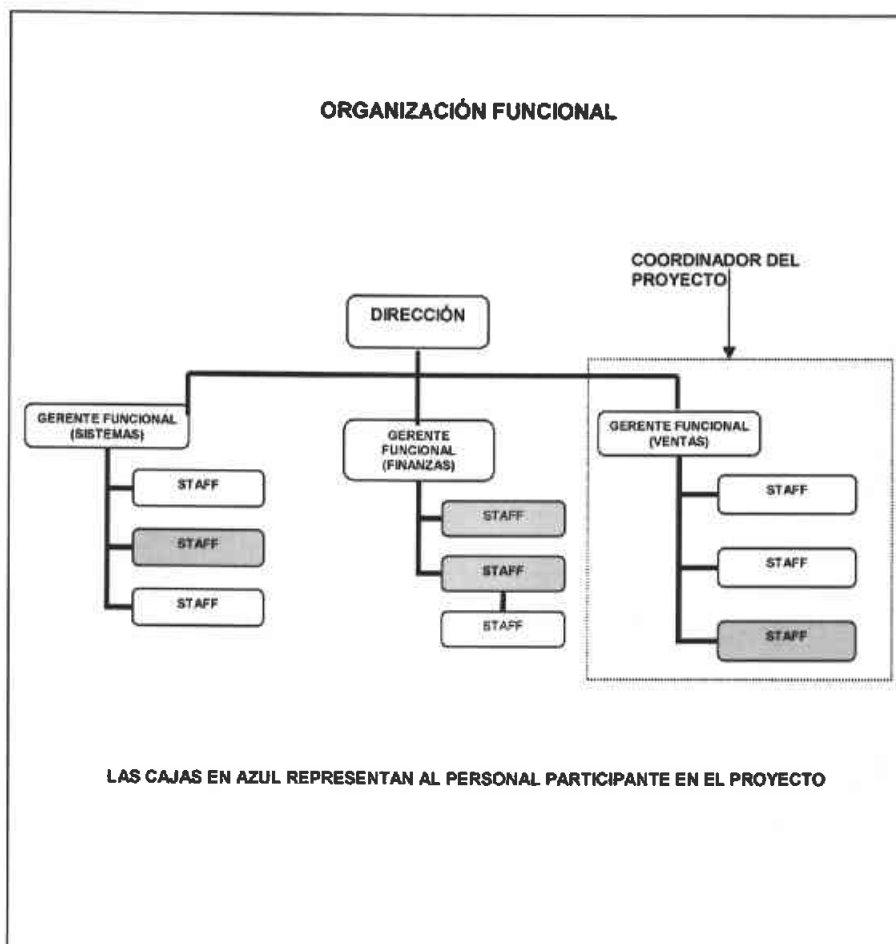 ORGANIZACIÓN FUNCIONAL
COORDINADOR DEL
PROYECTO
DIRECCIÓN
GERENTE FUNCIONAL
(SISTEMAS)
STAFF
STAFF
STAFF
GERENTE
FUNCIONAL
(FINANZAS)
STAFF
STAFF
STAFF
GERENTE FUNCIONAL
(VENTAS)
STAFF
STAFF
STAFF
LAS CAJAS EN AZUL REPRESENTAN AL PERSONAL PARTICIPANTE EN EL PROYECTO